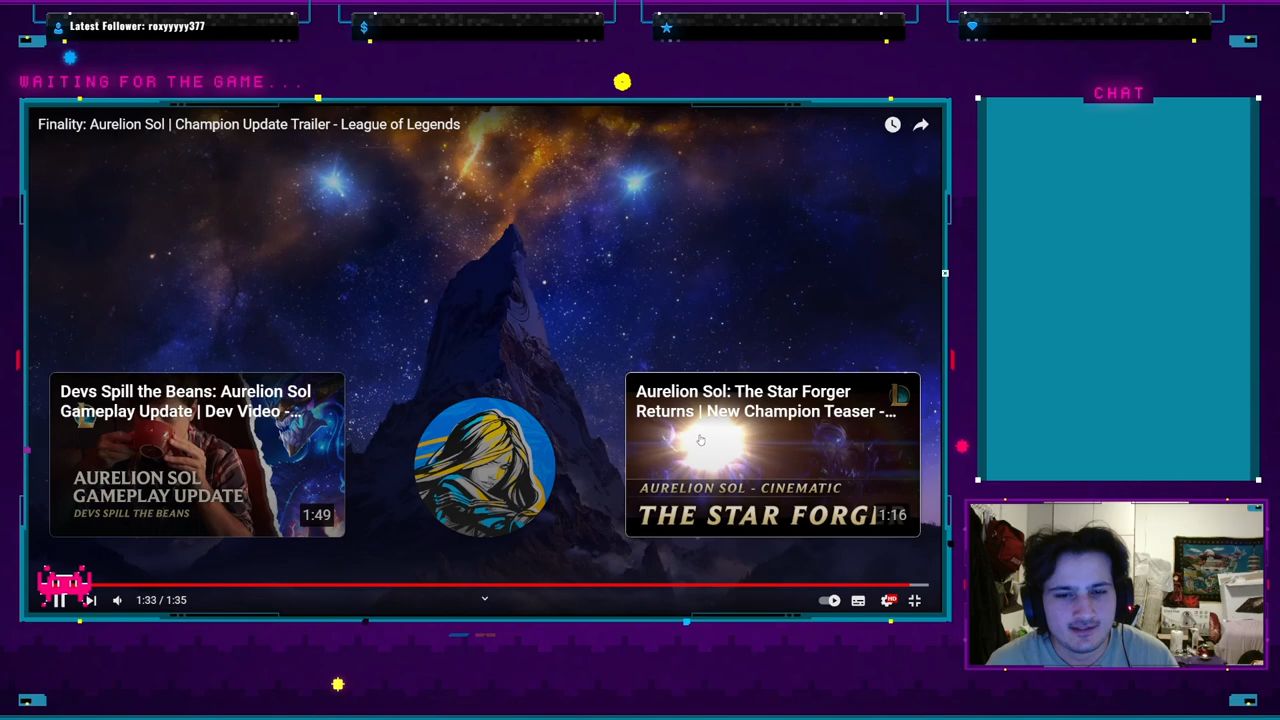 Latest Follower: roxyyyyy377
WAITING FOR THE GAME...
CHAT
Finality: Aurelion Sol | Champion Update Trailer - League of Legends
Devs Spill the Beans: Aurelion Sol
Gameplay Update | Dev Video -...
AURELION SOL
GAMEPLAY UPDATE
DEVS SPILL THE BEANS
1:49
Aurelion Sol: The Star Forger
Returns | New Champion Teaser -...
AURELION SOL - CINEMATIC
THE STAR FORG
1:16
1:33 / 1:35
HD